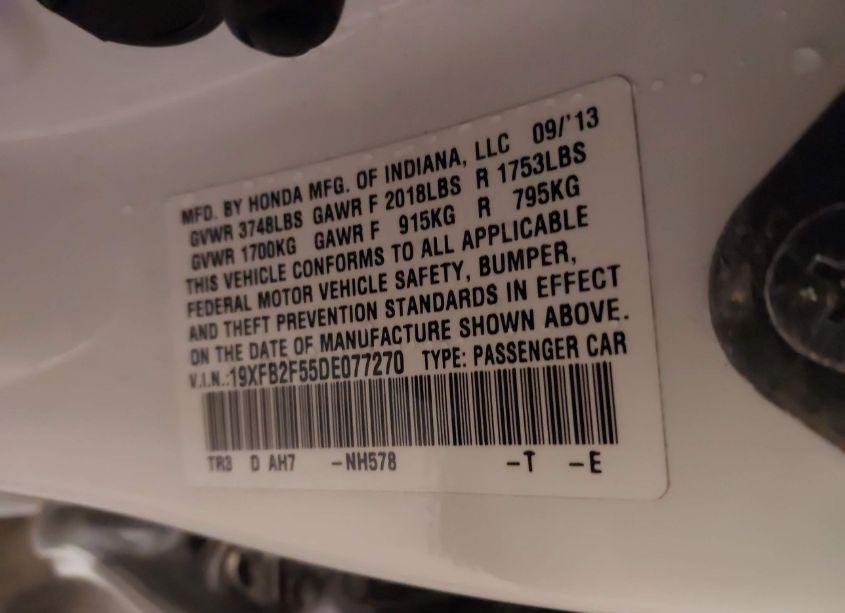 MFD. BY HONDA MFG. OF INDIANA, LLC 09/'13
GVWR 3748LBS GAWR F 2018LBS R 1753LBS
GVWR 1700KG GAWR F 915KG R 795KG
THIS VEHICLE CONFORMS TO ALL APPLICABLE
FEDERAL MOTOR VEHICLE SAFETY, BUMPER,
AND THEFT PREVENTION STANDARDS IN EFFECT
ON THE DATE OF MANUFACTURE SHOWN ABOVE.
V.I.N.:19XFB2F55DE077270 TYPE: PASSENGER CAR
TR3 D AH7 -NH578 -T -E